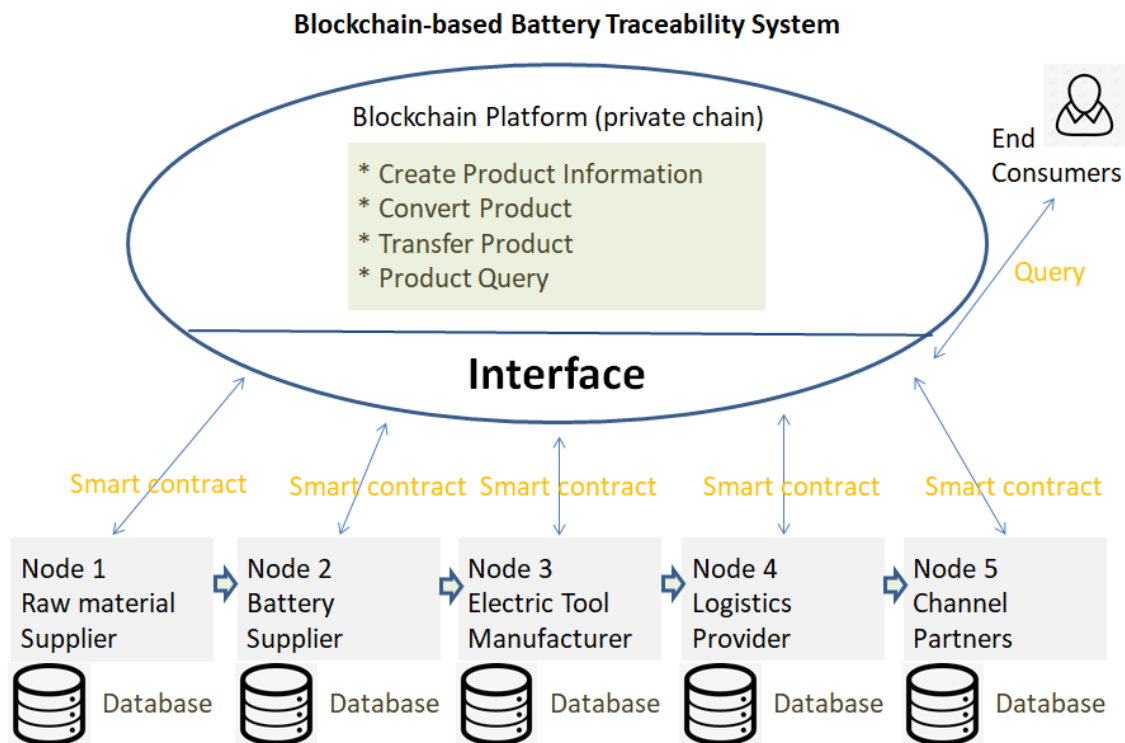 Blockchain-based Battery Traceability System
Blockchain Platform (private chain)
* Create Product Information
* Convert Product
* Transfer Product
* Product Query
End
Consumers
Query
Interface
Smart contract
Smart contract
Smart contract
Smart contract
Smart contract
Node 1
Raw material
Supplier
Node 2
Battery
Supplier
Node 3
Electric Tool
Manufacturer
Node 4
Logistics
Provider
Node 5
Channel
Partners
Database
Database
Database
Database
Database